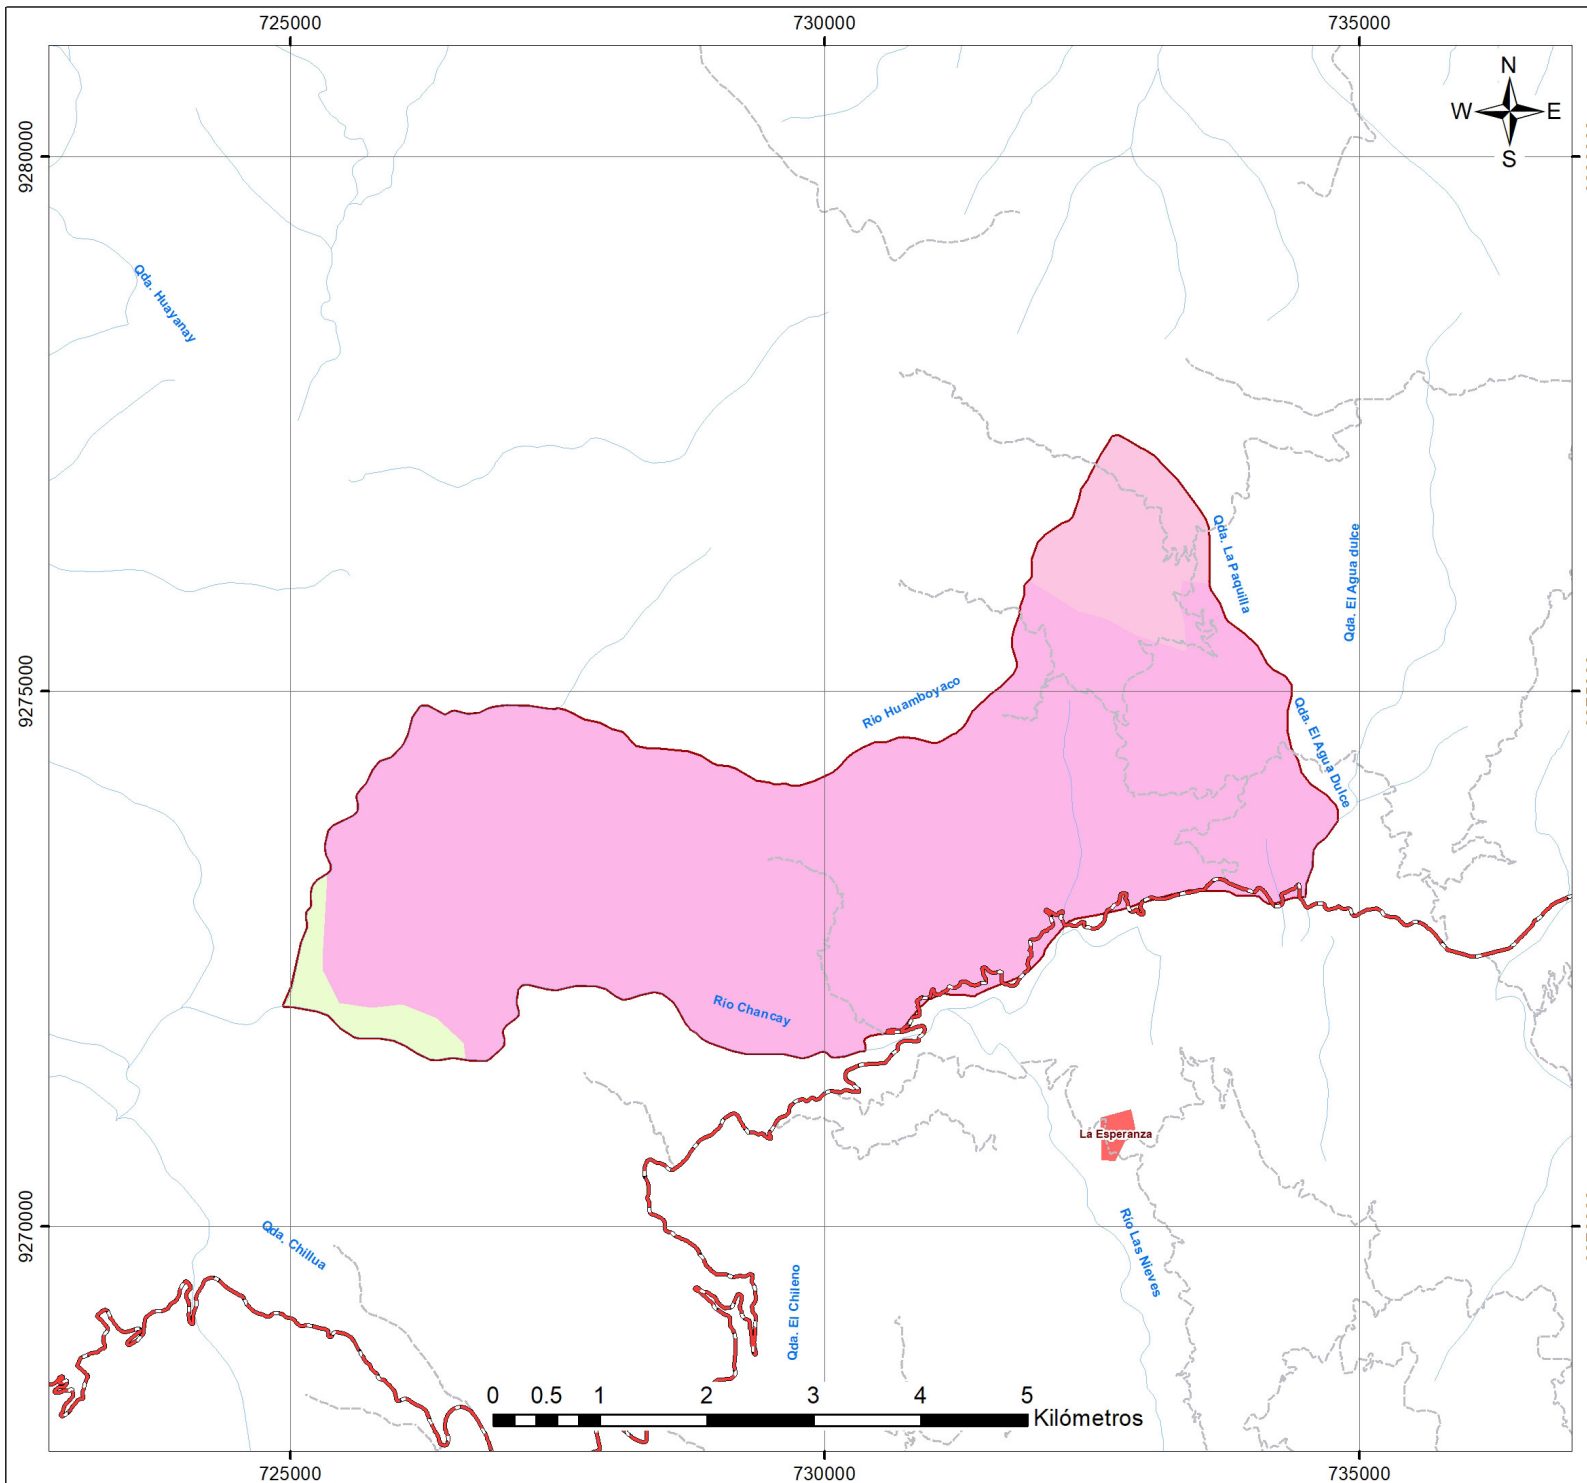 725000 730000 735000
N
W E
S
9280000
Qda. Huayanay
Qda. La Paquilla
Qda. El Agua dulce
9275000
Rio Huamboyaco
Qda. El Agua Dulce
Rio Chancay
La Esperanza
9270000
Qda. Chillua
Rio Las Nieves
Qda. El Chileno
0 0.5 1 2 3 4 5
Kilómetros
725000 730000 735000